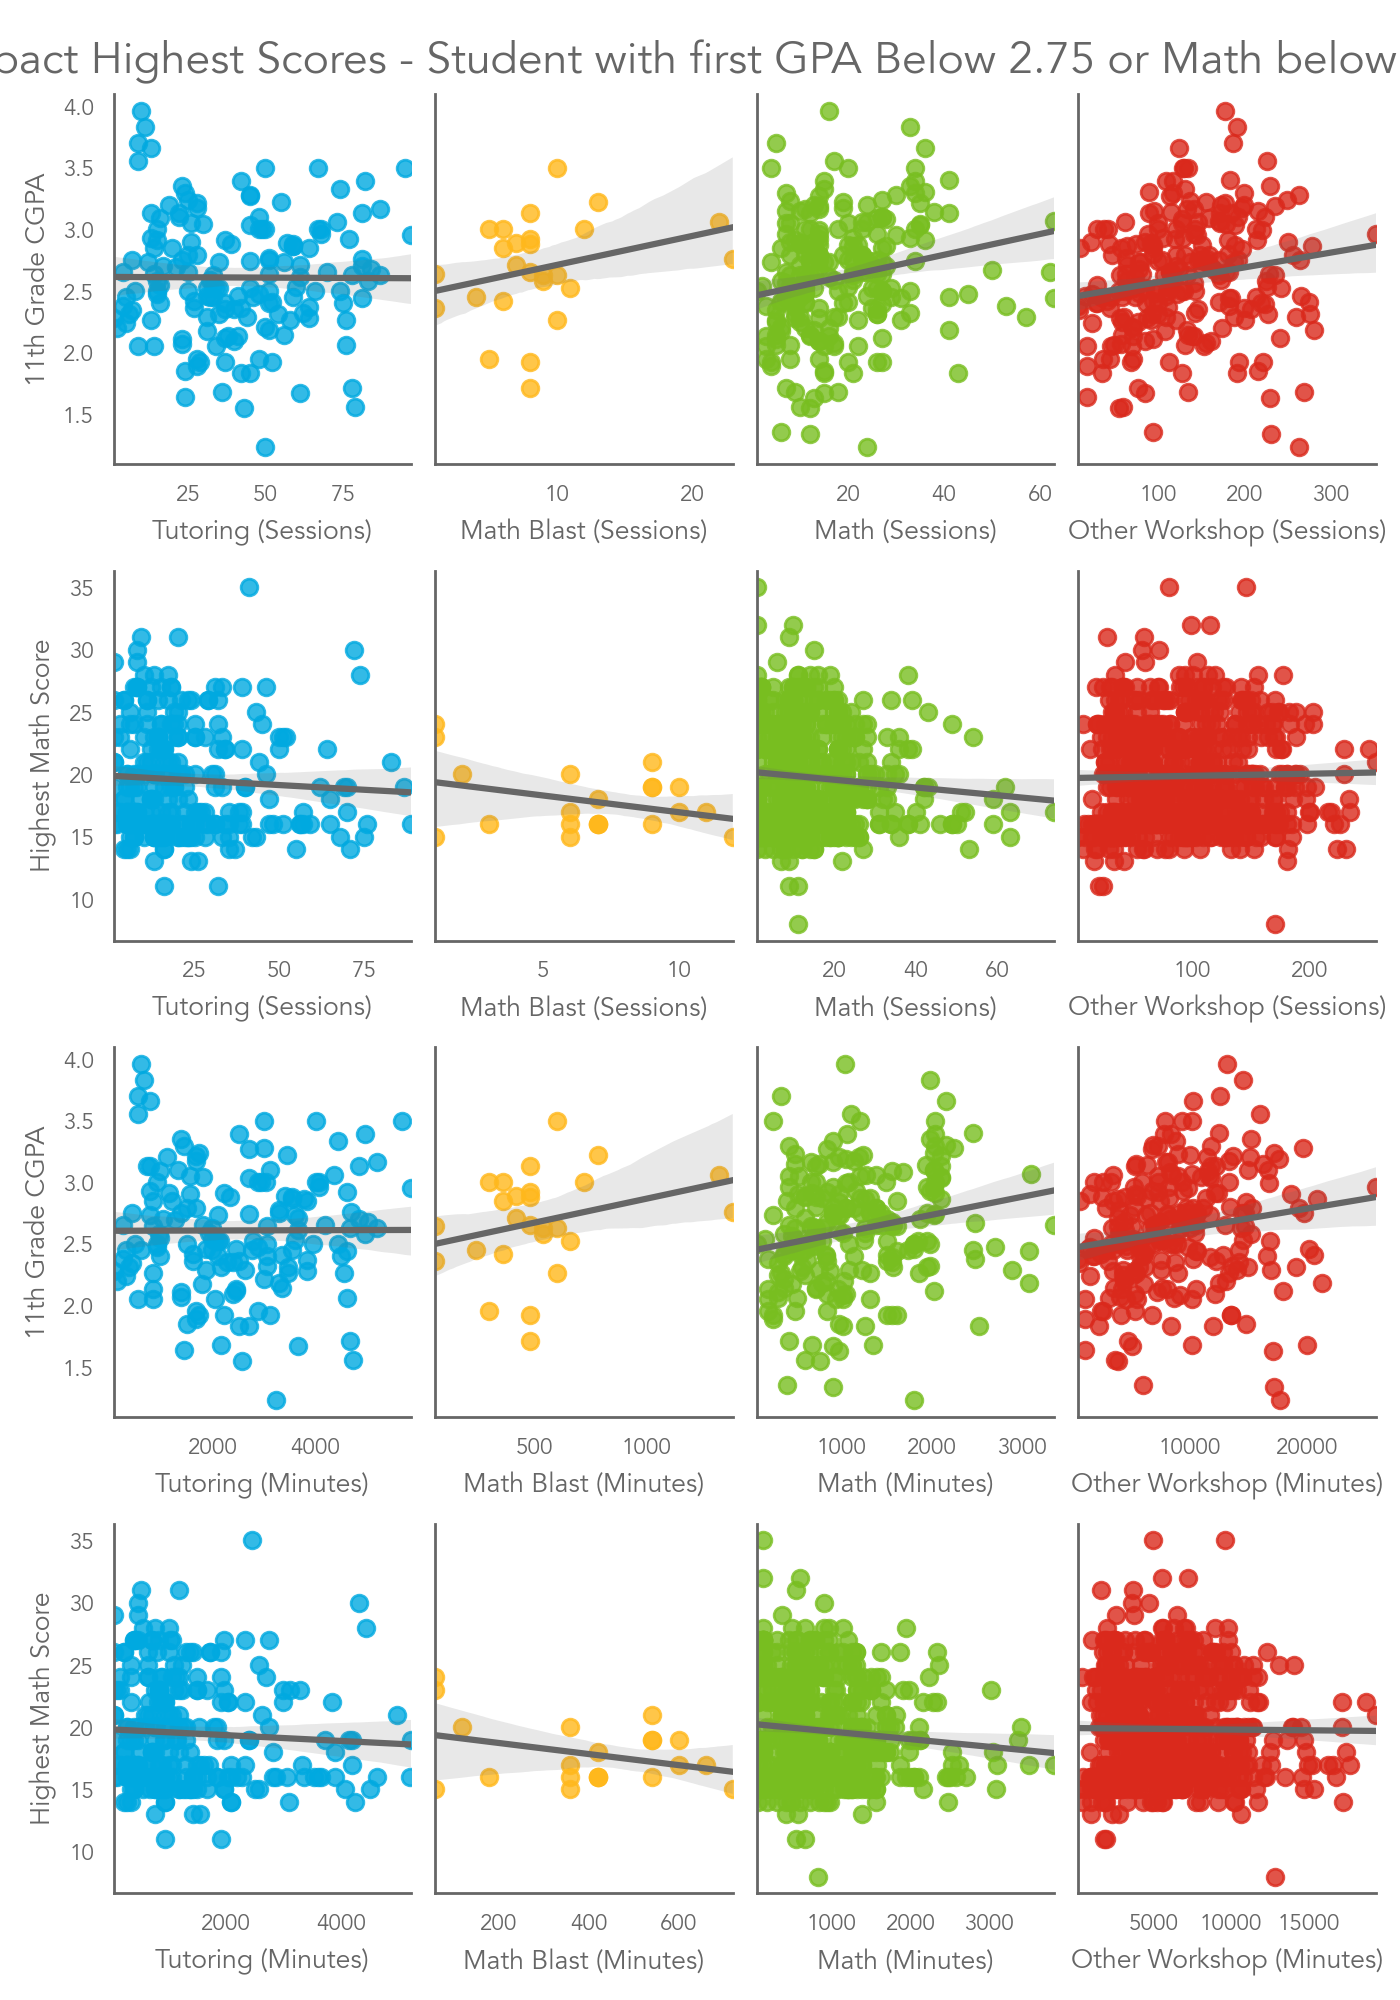 pact Highest Scores - Student with first GPA Below 2.75 or Math below
4.0
3.5
3.0
2.5
2.0
1.5
11th Grade CGPA
25 50 75
10 20
20 40 60
100 200 300
Tutoring (Sessions)
Math Blast (Sessions)
Math (Sessions)
Other Workshop (Sessions)
35
30
25
20
15
10
Highest Math Score
25 50 75
5 10
20 40 60
100 200
Tutoring (Sessions)
Math Blast (Sessions)
Math (Sessions)
Other Workshop (Sessions)
4.0
3.5
3.0
2.5
2.0
1.5
11th Grade CGPA
2000 4000
500 1000
1000 2000 3000
10000 20000
Tutoring (Minutes)
Math Blast (Minutes)
Math (Minutes)
Other Workshop (Minutes)
35
30
25
20
15
10
Highest Math Score
2000 4000
200 400 600
1000 2000 3000
5000 10000 15000
Tutoring (Minutes)
Math Blast (Minutes)
Math (Minutes)
Other Workshop (Minutes)